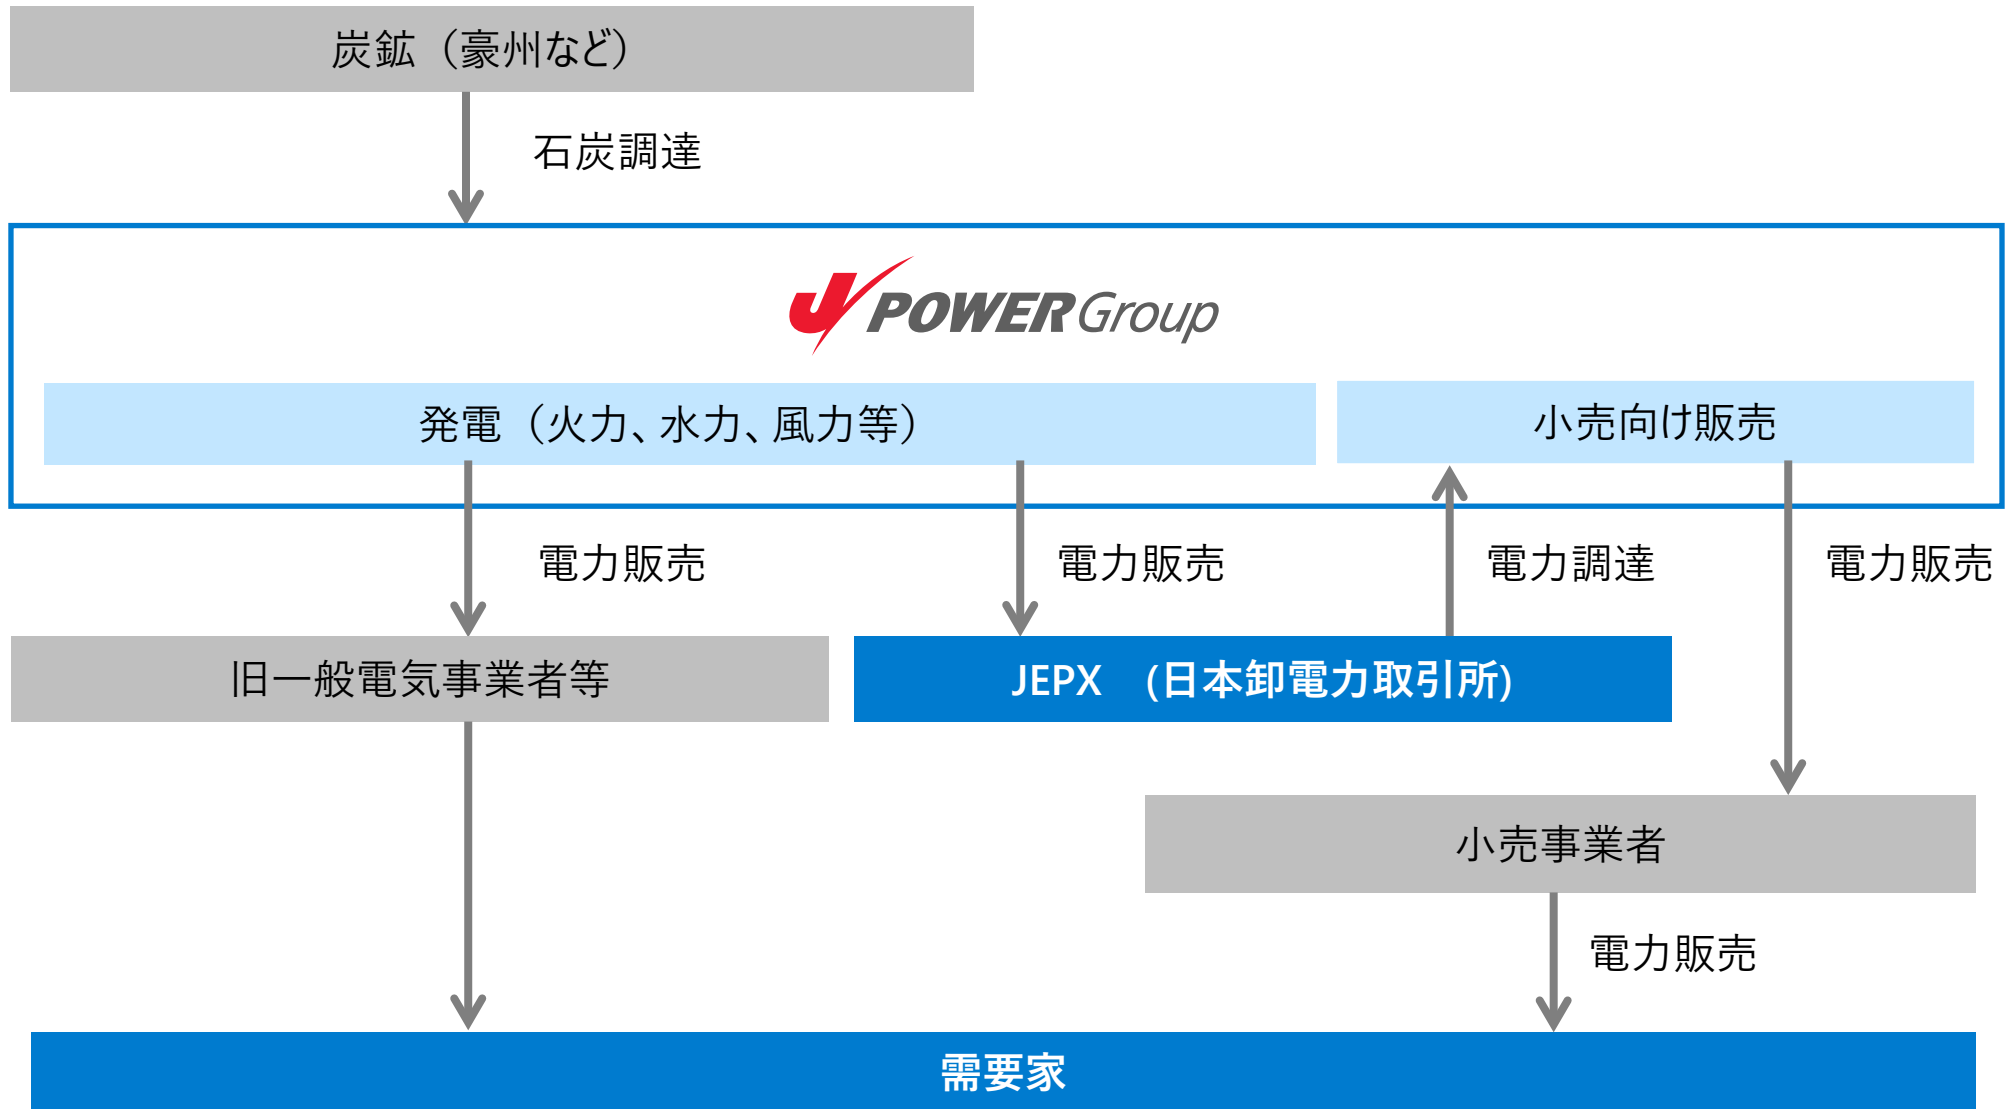 炭鉱（豪州など）
石炭調達
J POWER Group
発電（火力、水力、風力等）
小売向け販売
電力販売
電力販売
電力調達
電力販売
旧一般電気事業者等
JEPX　(日本卸電力取引所)
小売事業者
電力販売
需要家